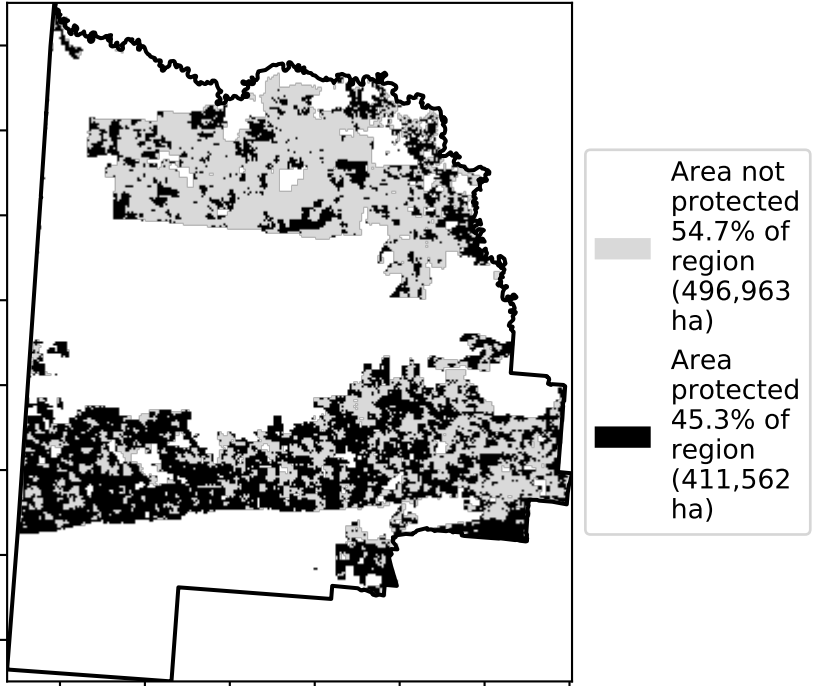 Area not
protected
54.7% of
region
(496,963
ha)
Area
protected
45.3% of
region
(411,562
ha)